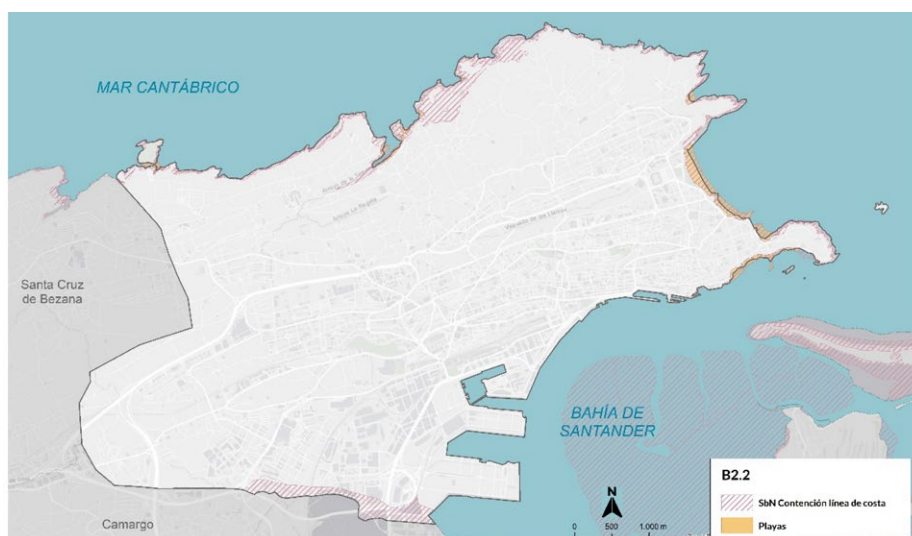 MAR CANTÁBRICO
Santa Cruz
de Bezana
BAHÍA DE
SANTANDER
Camargo
B2.2
SbN Contención línea de costa
Playas
N
0 500 1.000 m